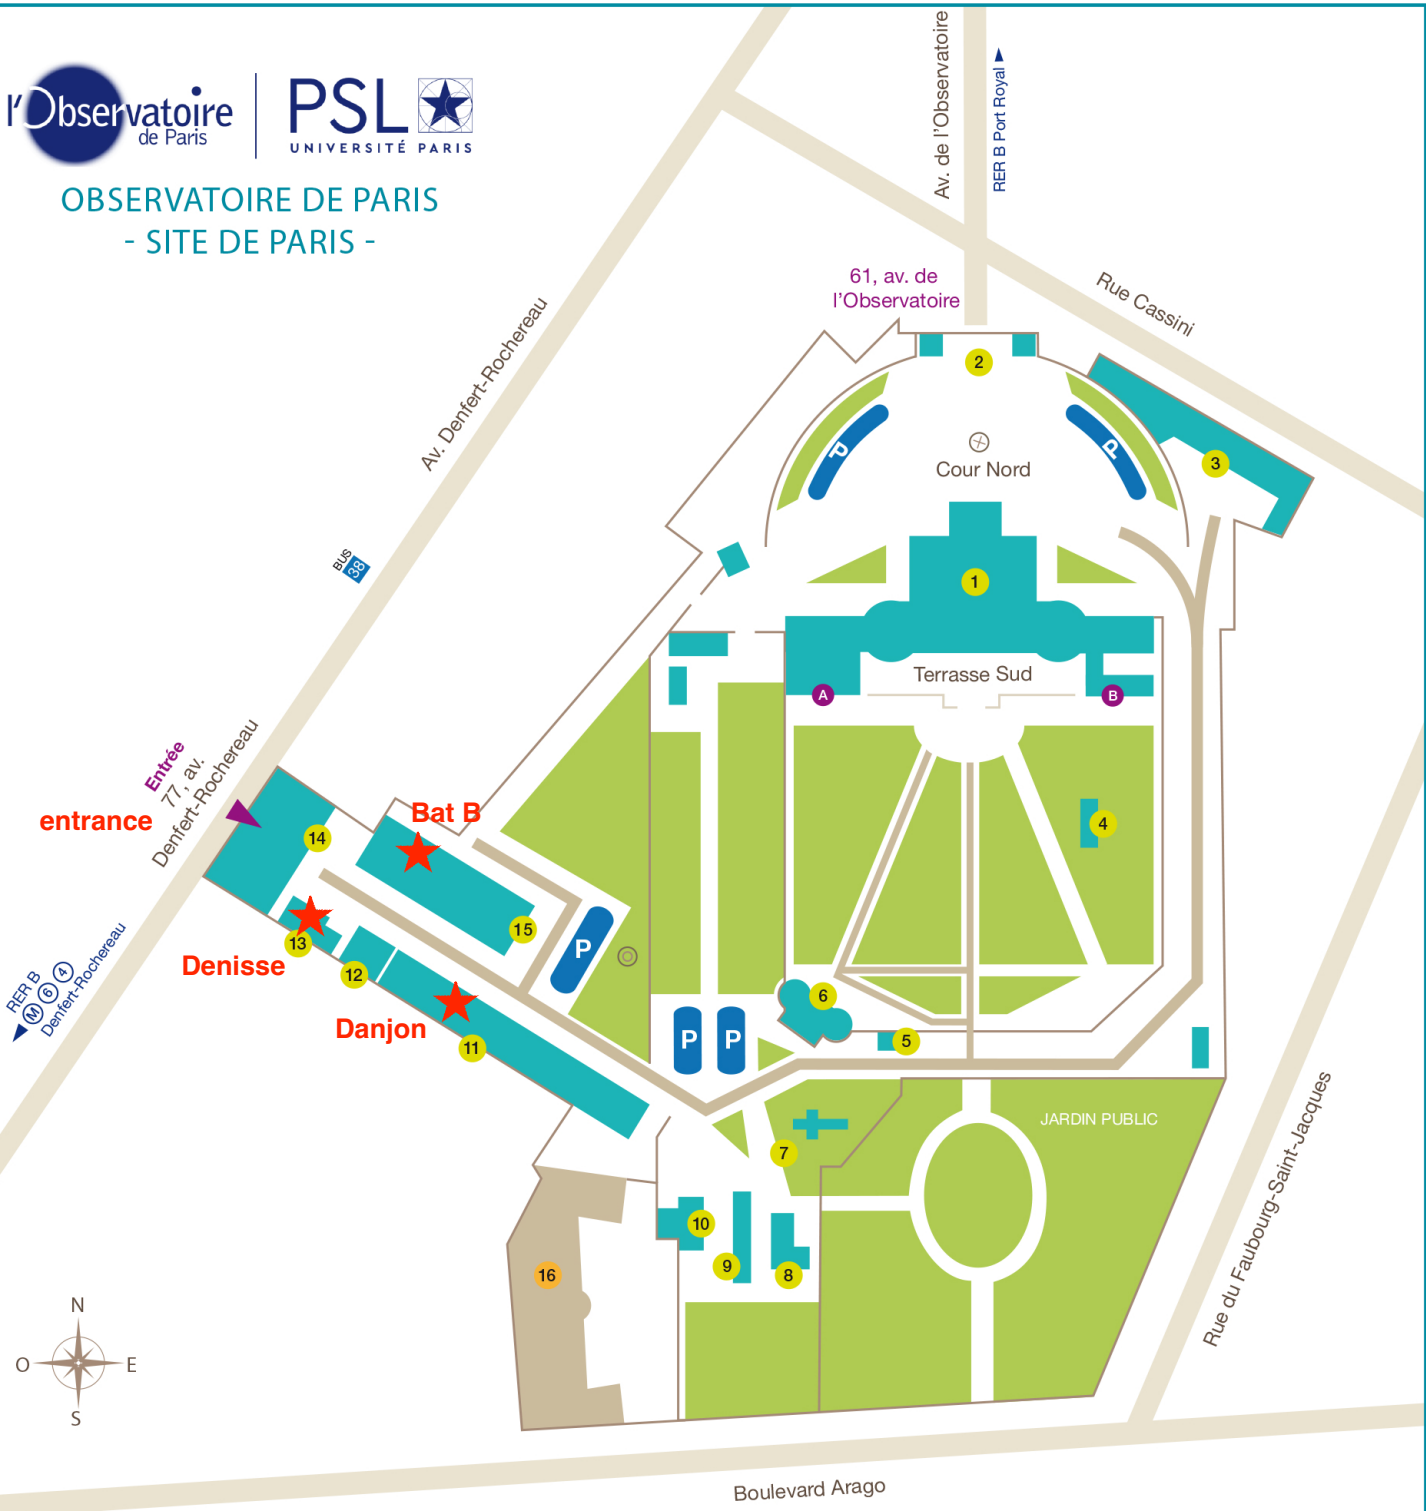 l'Observatoire
de Paris
PSL
UNIVERSITÉ PARIS
OBSERVATOIRE DE PARIS
- SITE DE PARIS -
Av. de l'Observatoire
RER B Port Royal
61, av. de
l'Observatoire
Rue Cassini
Av. Denfert-Rochereau
2
P
P
3
Cour Nord
BUS
38
1
Terrasse Sud
A
B
Entrée
77, av.
Denfert-Rochereau
entrance
Bat B
14
4
15
13
P
Denisse
12
RER B
M 6 4
Denfert-Rochereau
6
Danjon
11
P
P
5
JARDIN PUBLIC
7
Rue du Faubourg-Saint-Jacques
10
9
8
16
N
O
E
S
Boulevard Arago